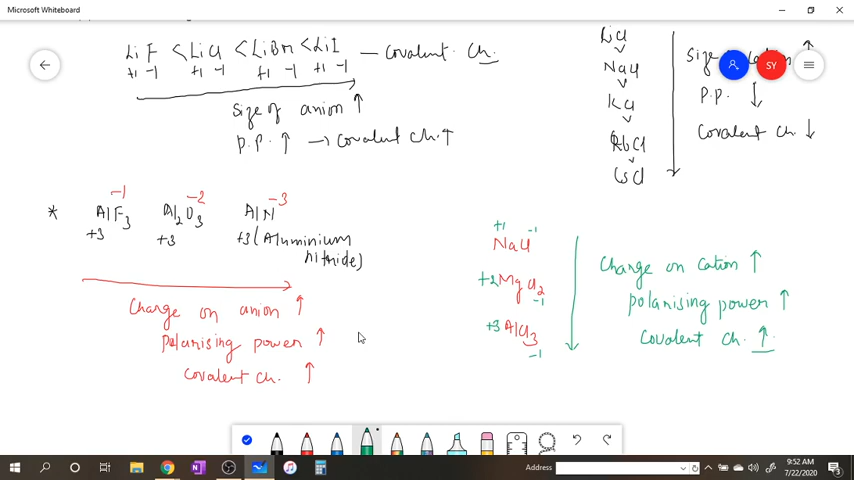 Microsoft Whiteboard
LiF < LiCl < LiBr < LiI — Covalent Ch.
+1 -1 +1 -1 +1 -1 +1 -1
Size of anion ↑
P.P. ↑ → Covalent Ch. ↑
LiCl
NaCl
KCl
RbCl
CsCl
Size ↑
P.P. ↓
Covalent Ch. ↓
* AlF3 Al2O3 AlN
-1 -2 -3
+3 +3 +3 (Aluminium
nitride)
Charge on anion ↑
Polarising power ↑
Covalent Ch. ↑
+1 -1
NaCl
+2 MgCl2
-1
+3 AlCl3
-1
Charge on cation ↑
polarising power ↑
Covalent Ch. ↑
SY
Address
9:52 AM
7/22/2020
3